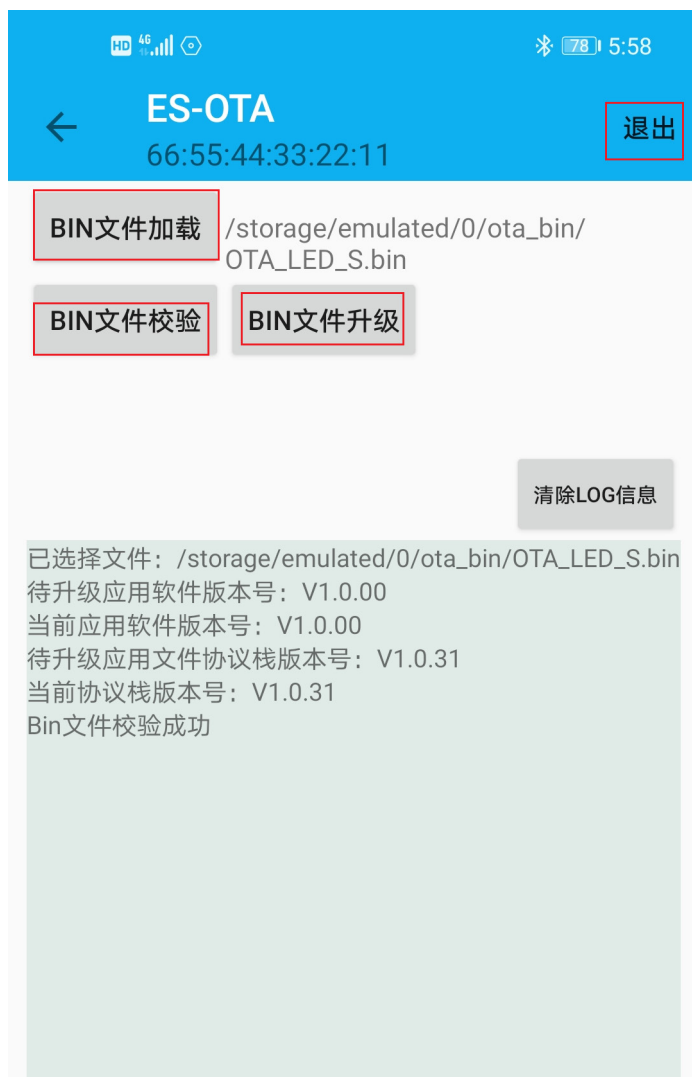 HD 4G 78 5:58
ES-OTA
66:55:44:33:22:11
退出
BIN文件加载
/storage/emulated/0/ota_bin/
OTA_LED_S.bin
BIN文件校验
BIN文件升级
清除LOG信息
已选择文件：/storage/emulated/0/ota_bin/OTA_LED_S.bin
待升级应用软件版本号：V1.0.00
当前应用软件版本号：V1.0.00
待升级应用文件协议栈版本号：V1.0.31
当前协议栈版本号：V1.0.31
Bin文件校验成功